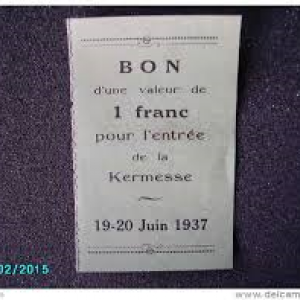 BON
d'une valeur de
1 franc
pour l'entrée
de la
Kermesse
19-20 Juin 1937
02/2015
www.delcam